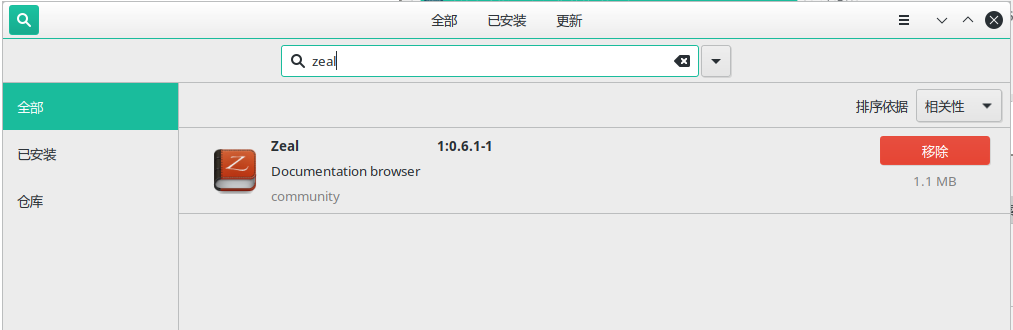 全部 已安装 更新
zeal
全部
排序依据 相关性
已安装
仓库
Zeal 1:0.6.1-1
移除
Documentation browser
1.1 MB
community